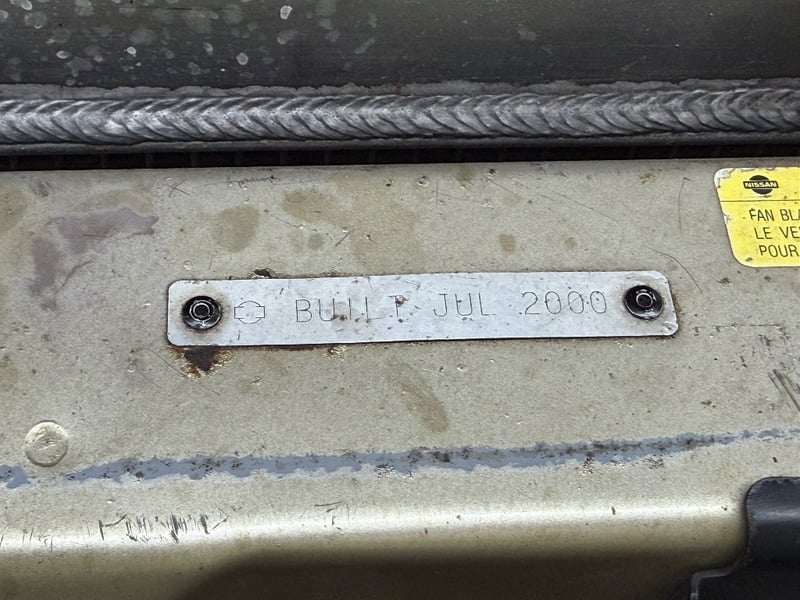 BUILT JUL 2000
NISSAN
FAN BLA
LE VE
POUR